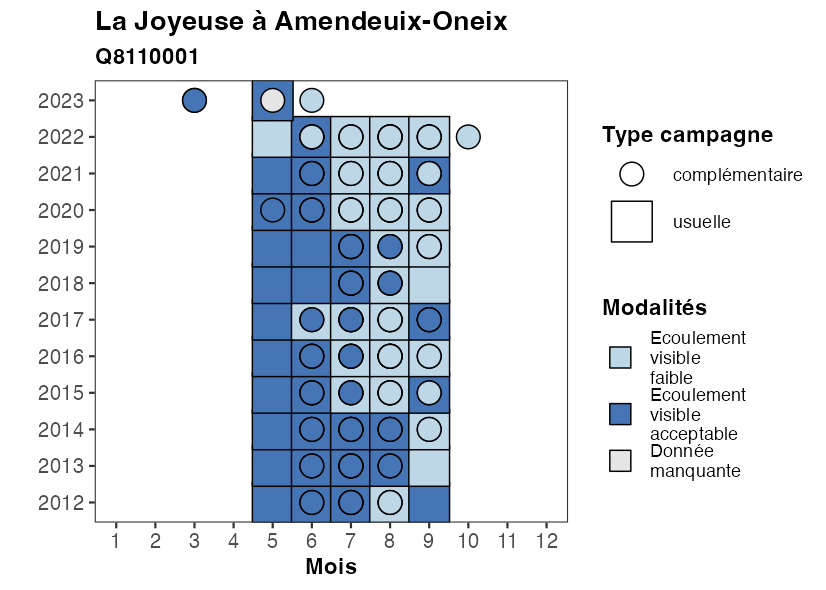 La Joyeuse à Amendeuix-Oneix
Q8110001
2023
2022
2021
2020
2019
2018
2017
2016
2015
2014
2013
2012
1 2 3 4 5 6 7 8 9 10 11 12
Mois
Type campagne
complémentaire
usuelle
Modalités
Ecoulement
visible
faible
Ecoulement
visible
acceptable
Donnée
manquante